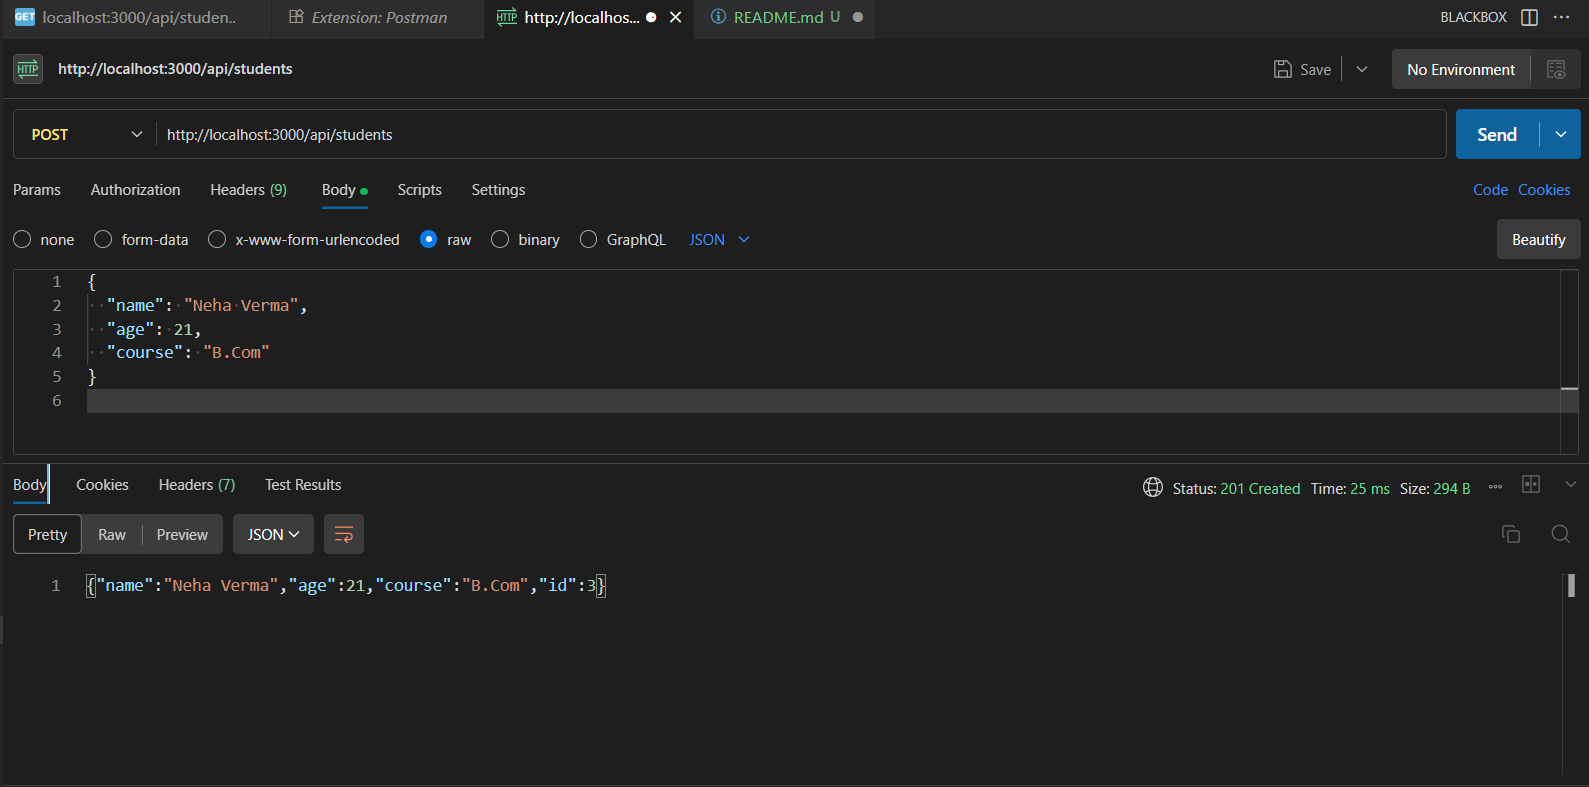 GET localhost:3000/api/studen.. Extension: Postman HTTP http://localhos... README.md U BLACKBOX
HTTP http://localhost:3000/api/students Save No Environment
POST http://localhost:3000/api/students Send
Params Authorization Headers (9) Body Scripts Settings Code Cookies
none form-data x-www-form-urlencoded raw binary GraphQL JSON Beautify
1 {
2 "name": "Neha Verma",
3 "age": 21,
4 "course": "B.Com"
5 }
6
Body Cookies Headers (7) Test Results Status: 201 Created Time: 25 ms Size: 294 B
Pretty Raw Preview JSON
1 {"name":"Neha Verma","age":21,"course":"B.Com","id":3}